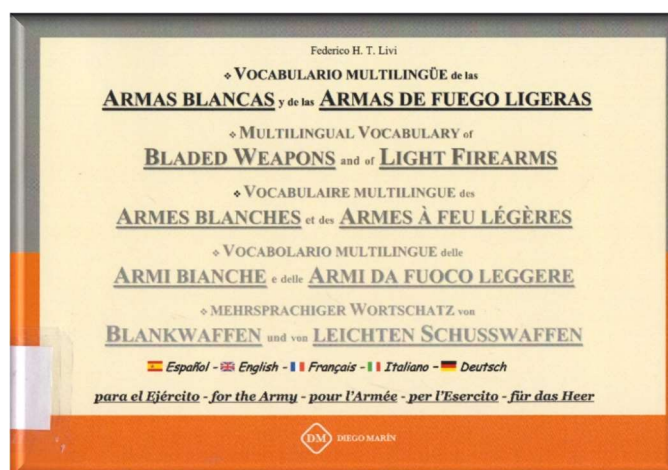 Federico H. T. Livi
❖ VOCABULARIO MULTILINGÜE de las
ARMAS BLANCAS y de las ARMAS DE FUEGO LIGERAS
❖ MULTILINGUAL VOCABULARY of
BLADED WEAPONS and of LIGHT FIREARMS
❖ VOCABULAIRE MULTILINGUE des
ARMES BLANCHES et des ARMES À FEU LÉGÈRES
❖ VOCABOLARIO MULTILINGUE delle
ARMI BIANCHE e delle ARMI DA FUOCO LEGGERE
❖ MEHRSPRACHIGER WORTSCHATZ von
BLANKWAFFEN und von LEICHTEN SCHUSSWAFFEN
Español - English - Français - Italiano - Deutsch
para el Ejército - for the Army - pour l'Armée - per l'Esercito - für das Heer
DM DIEGO MARÍN